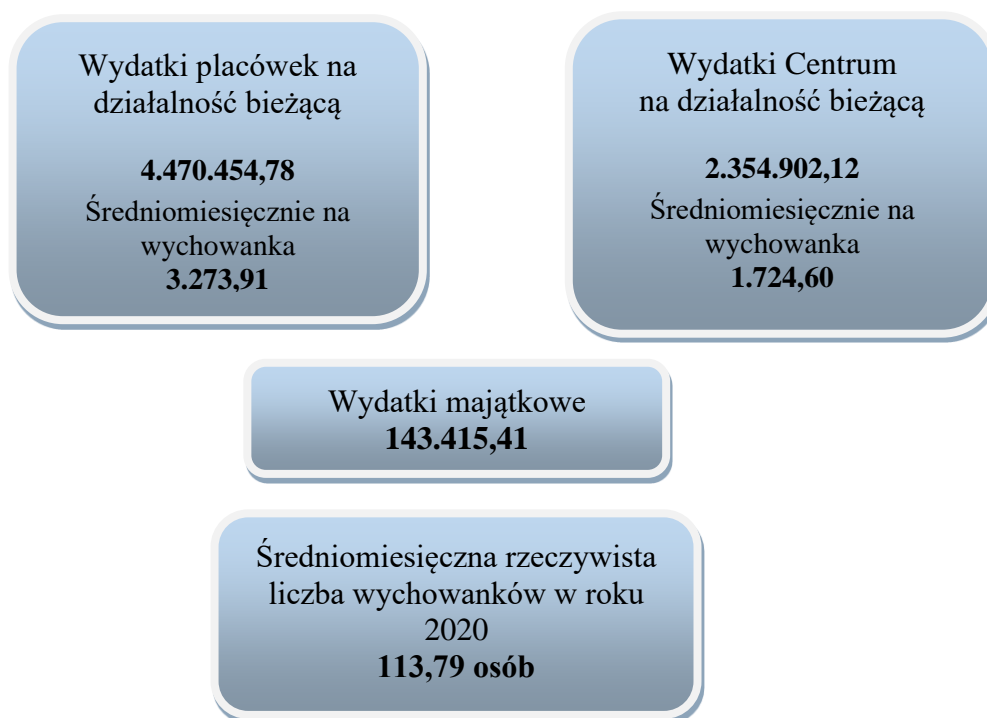 Wydatki placówek na
działalność bieżącą
4.470.454,78
Średniomiesięcznie na
wychowanka
3.273,91
Wydatki Centrum
na działalność bieżącą
2.354.902,12
Średniomiesięcznie na
wychowanka
1.724,60
Wydatki majątkowe
143.415,41
Średniomiesięczna rzeczywista
liczba wychowanków w roku
2020
113,79 osób